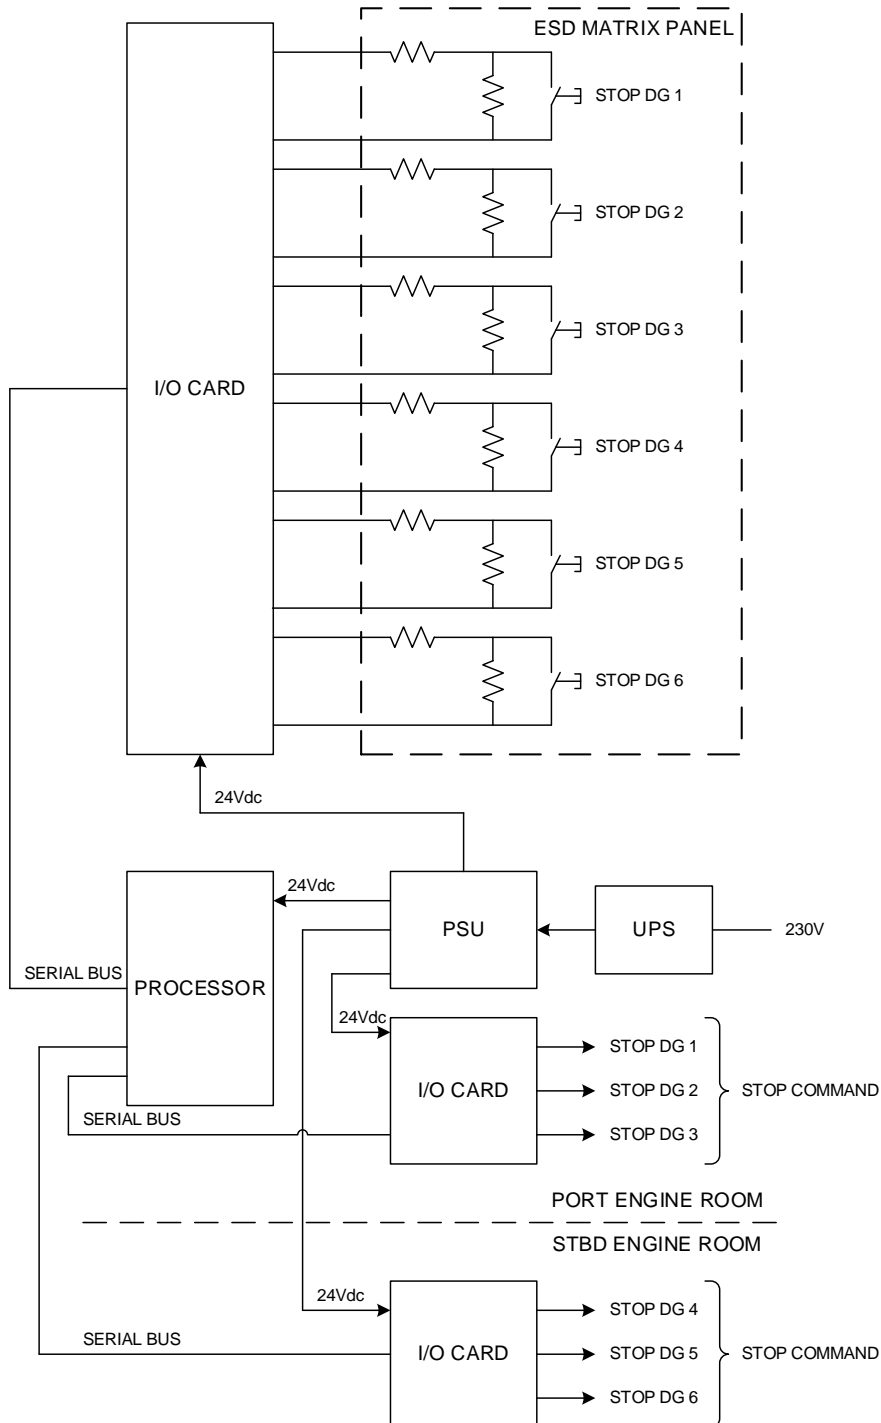 ESD MATRIX PANEL
STOP DG 1
STOP DG 2
STOP DG 3
I/O CARD
STOP DG 4
STOP DG 5
STOP DG 6
24Vdc
24Vdc
PSU
UPS
230V
SERIAL BUS
PROCESSOR
24Vdc
STOP DG 1
I/O CARD
STOP DG 2
STOP COMMAND
SERIAL BUS
STOP DG 3
PORT ENGINE ROOM
STBD ENGINE ROOM
24Vdc
STOP DG 4
SERIAL BUS
I/O CARD
STOP DG 5
STOP COMMAND
STOP DG 6